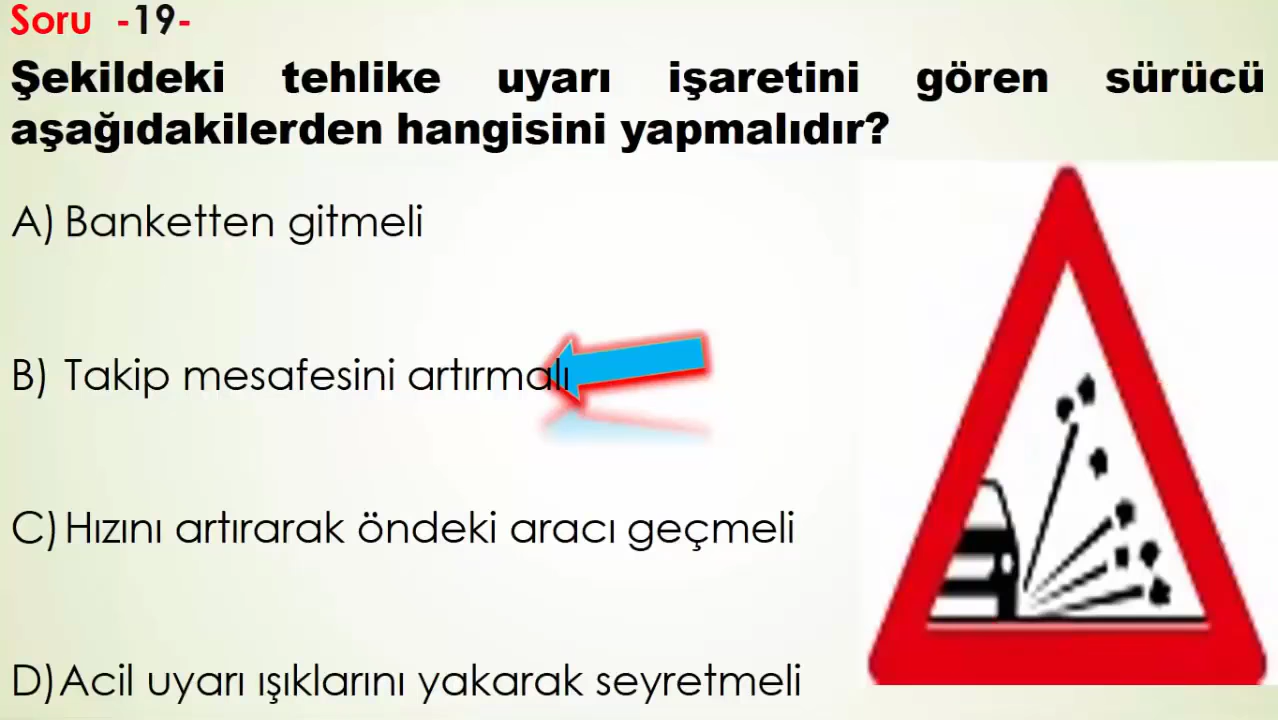 Soru -19-
Şekildeki tehlike uyarı işaretini gören sürücü
aşağıdakilerden hangisini yapmalıdır?
A) Banketten gitmeli
B) Takip mesafesini artırmalı
C) Hızını artırarak öndeki aracı geçmeli
D) Acil uyarı ışıklarını yakarak seyretmeli